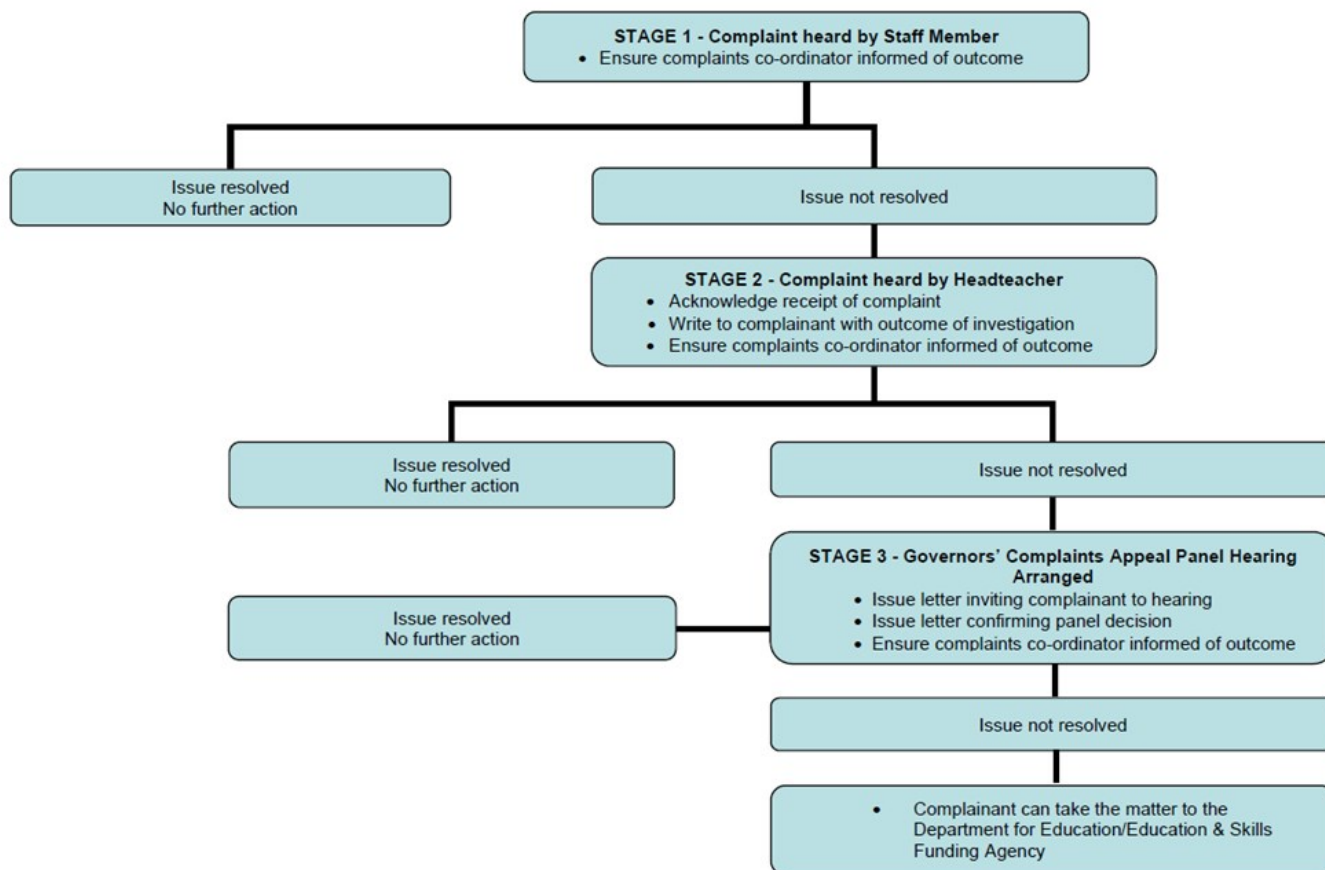 STAGE 1 - Complaint heard by Staff Member
• Ensure complaints co-ordinator informed of outcome
Issue resolved
No further action
Issue not resolved
STAGE 2 - Complaint heard by Headteacher
• Acknowledge receipt of complaint
• Write to complainant with outcome of investigation
• Ensure complaints co-ordinator informed of outcome
Issue resolved
No further action
Issue not resolved
STAGE 3 - Governors’ Complaints Appeal Panel Hearing
Arranged
• Issue letter inviting complainant to hearing
• Issue letter confirming panel decision
• Ensure complaints co-ordinator informed of outcome
Issue resolved
No further action
Issue not resolved
• Complainant can take the matter to the
Department for Education/Education & Skills
Funding Agency